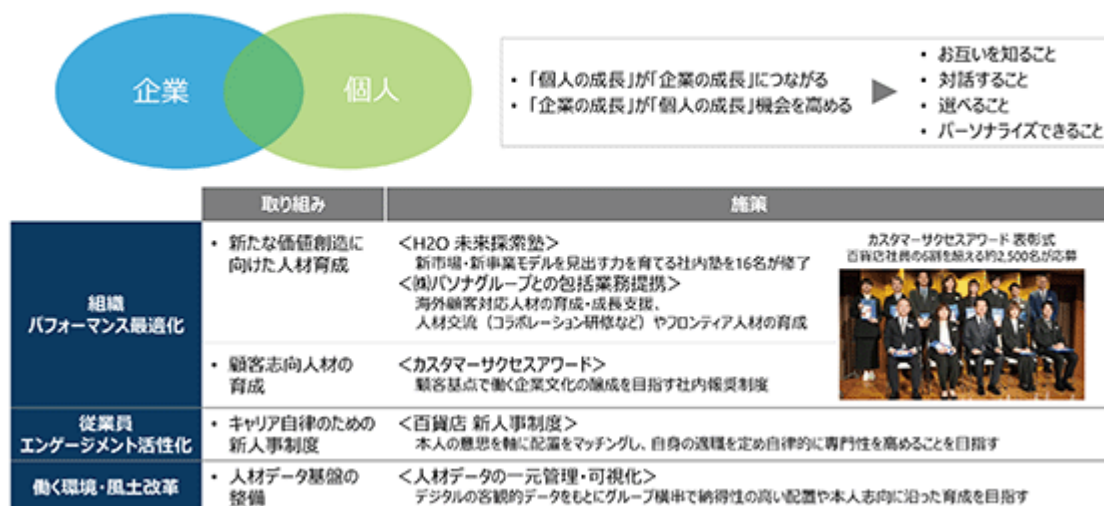 企業
個人
• 「個人の成長」が「企業の成長」につながる
• 「企業の成長」が「個人の成長」機会を高める
• お互いを知ること
• 対話すること
• 選べること
• パーソナライズできること
取り組み
施策
組織
パフォーマンス最適化
• 新たな価値創造に
向けた人材育成
<H2O 未来探索塾>
新市場・新事業モデルを見出す力を育てる社内塾を16名が修了
<㈱パソナグループとの包括業務提携>
海外顧客対応人材の育成・成長支援、
人材交流（コラボレーション研修など）やフロンティア人材の育成
カスタマーサクセスアワード 表彰式
百貨店社員の6割を超える約2,500名が応募
• 顧客志向人材の
育成
<カスタマーサクセスアワード>
顧客基点で働く企業文化の醸成を目指す社内報奨制度
従業員
エンゲージメント活性化
• キャリア自律のための
新人事制度
<百貨店 新人事制度>
本人の意思を軸に配置をマッチングし、自身の適職を定め自律的に専門性を高めることを目指す
働く環境・風土改革
• 人材データ基盤の
整備
<人材データの一元管理・可視化>
デジタルの客観的データをもとにグループ横串で納得性の高い配置や本人志向に沿った育成を目指す